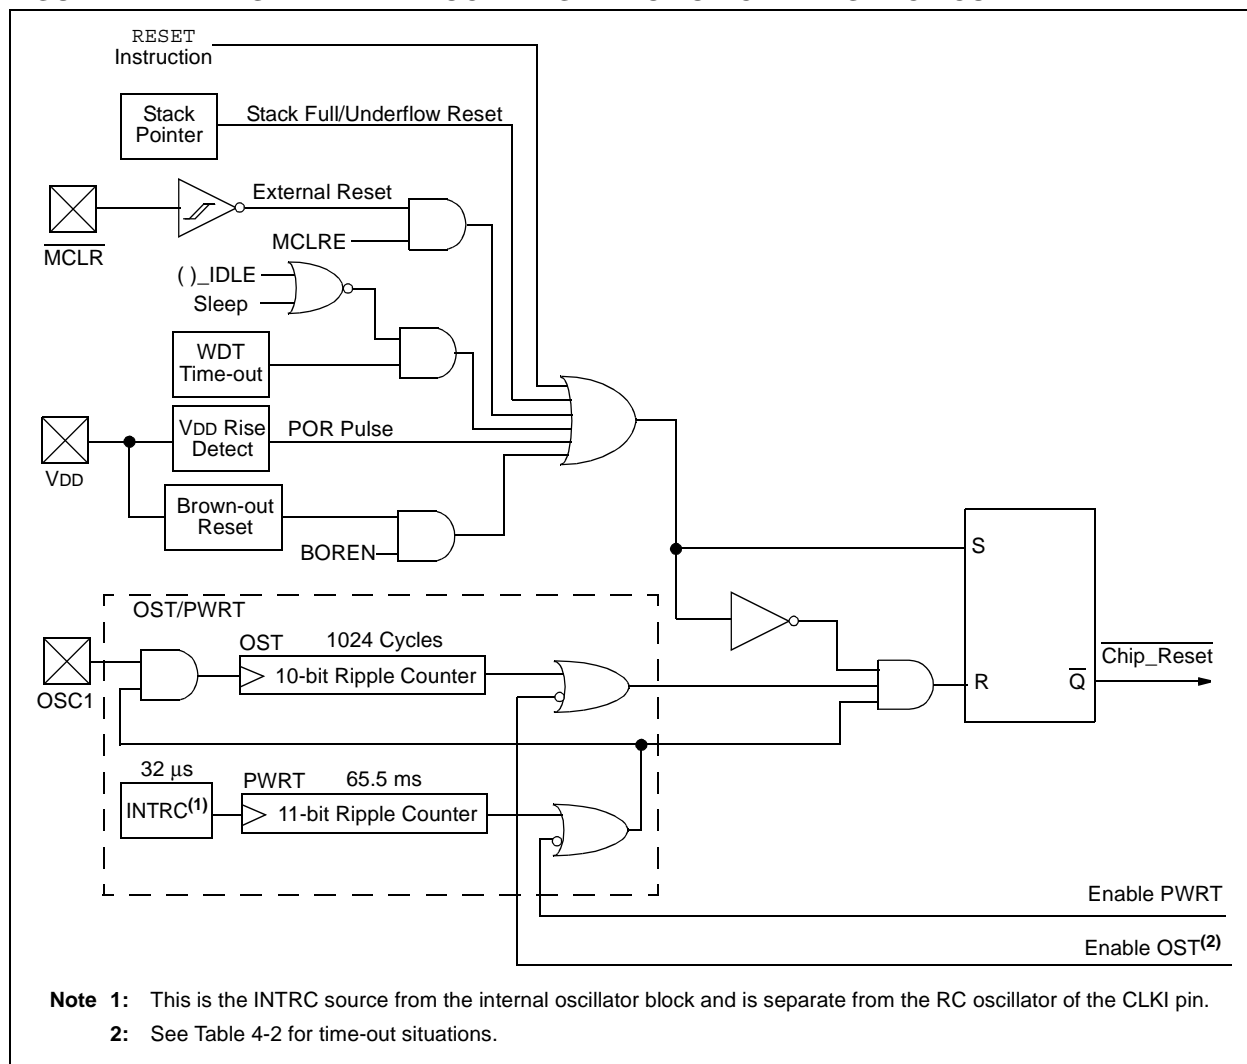 RESET
Instruction
Stack
Pointer
Stack Full/Underflow Reset
External Reset
MCLR
MCLRE
( )_IDLE
Sleep
WDT
Time-out
VDD Rise
Detect
POR Pulse
VDD
Brown-out
Reset
BOREN
S
OST/PWRT
OST
1024 Cycles
10-bit Ripple Counter
OSC1
R
Q
Chip_Reset
32 μs
INTRC(1)
PWRT
65.5 ms
11-bit Ripple Counter
Enable PWRT
Enable OST(2)
Note 1: This is the INTRC source from the internal oscillator block and is separate from the RC oscillator of the CLKI pin.
2: See Table 4-2 for time-out situations.